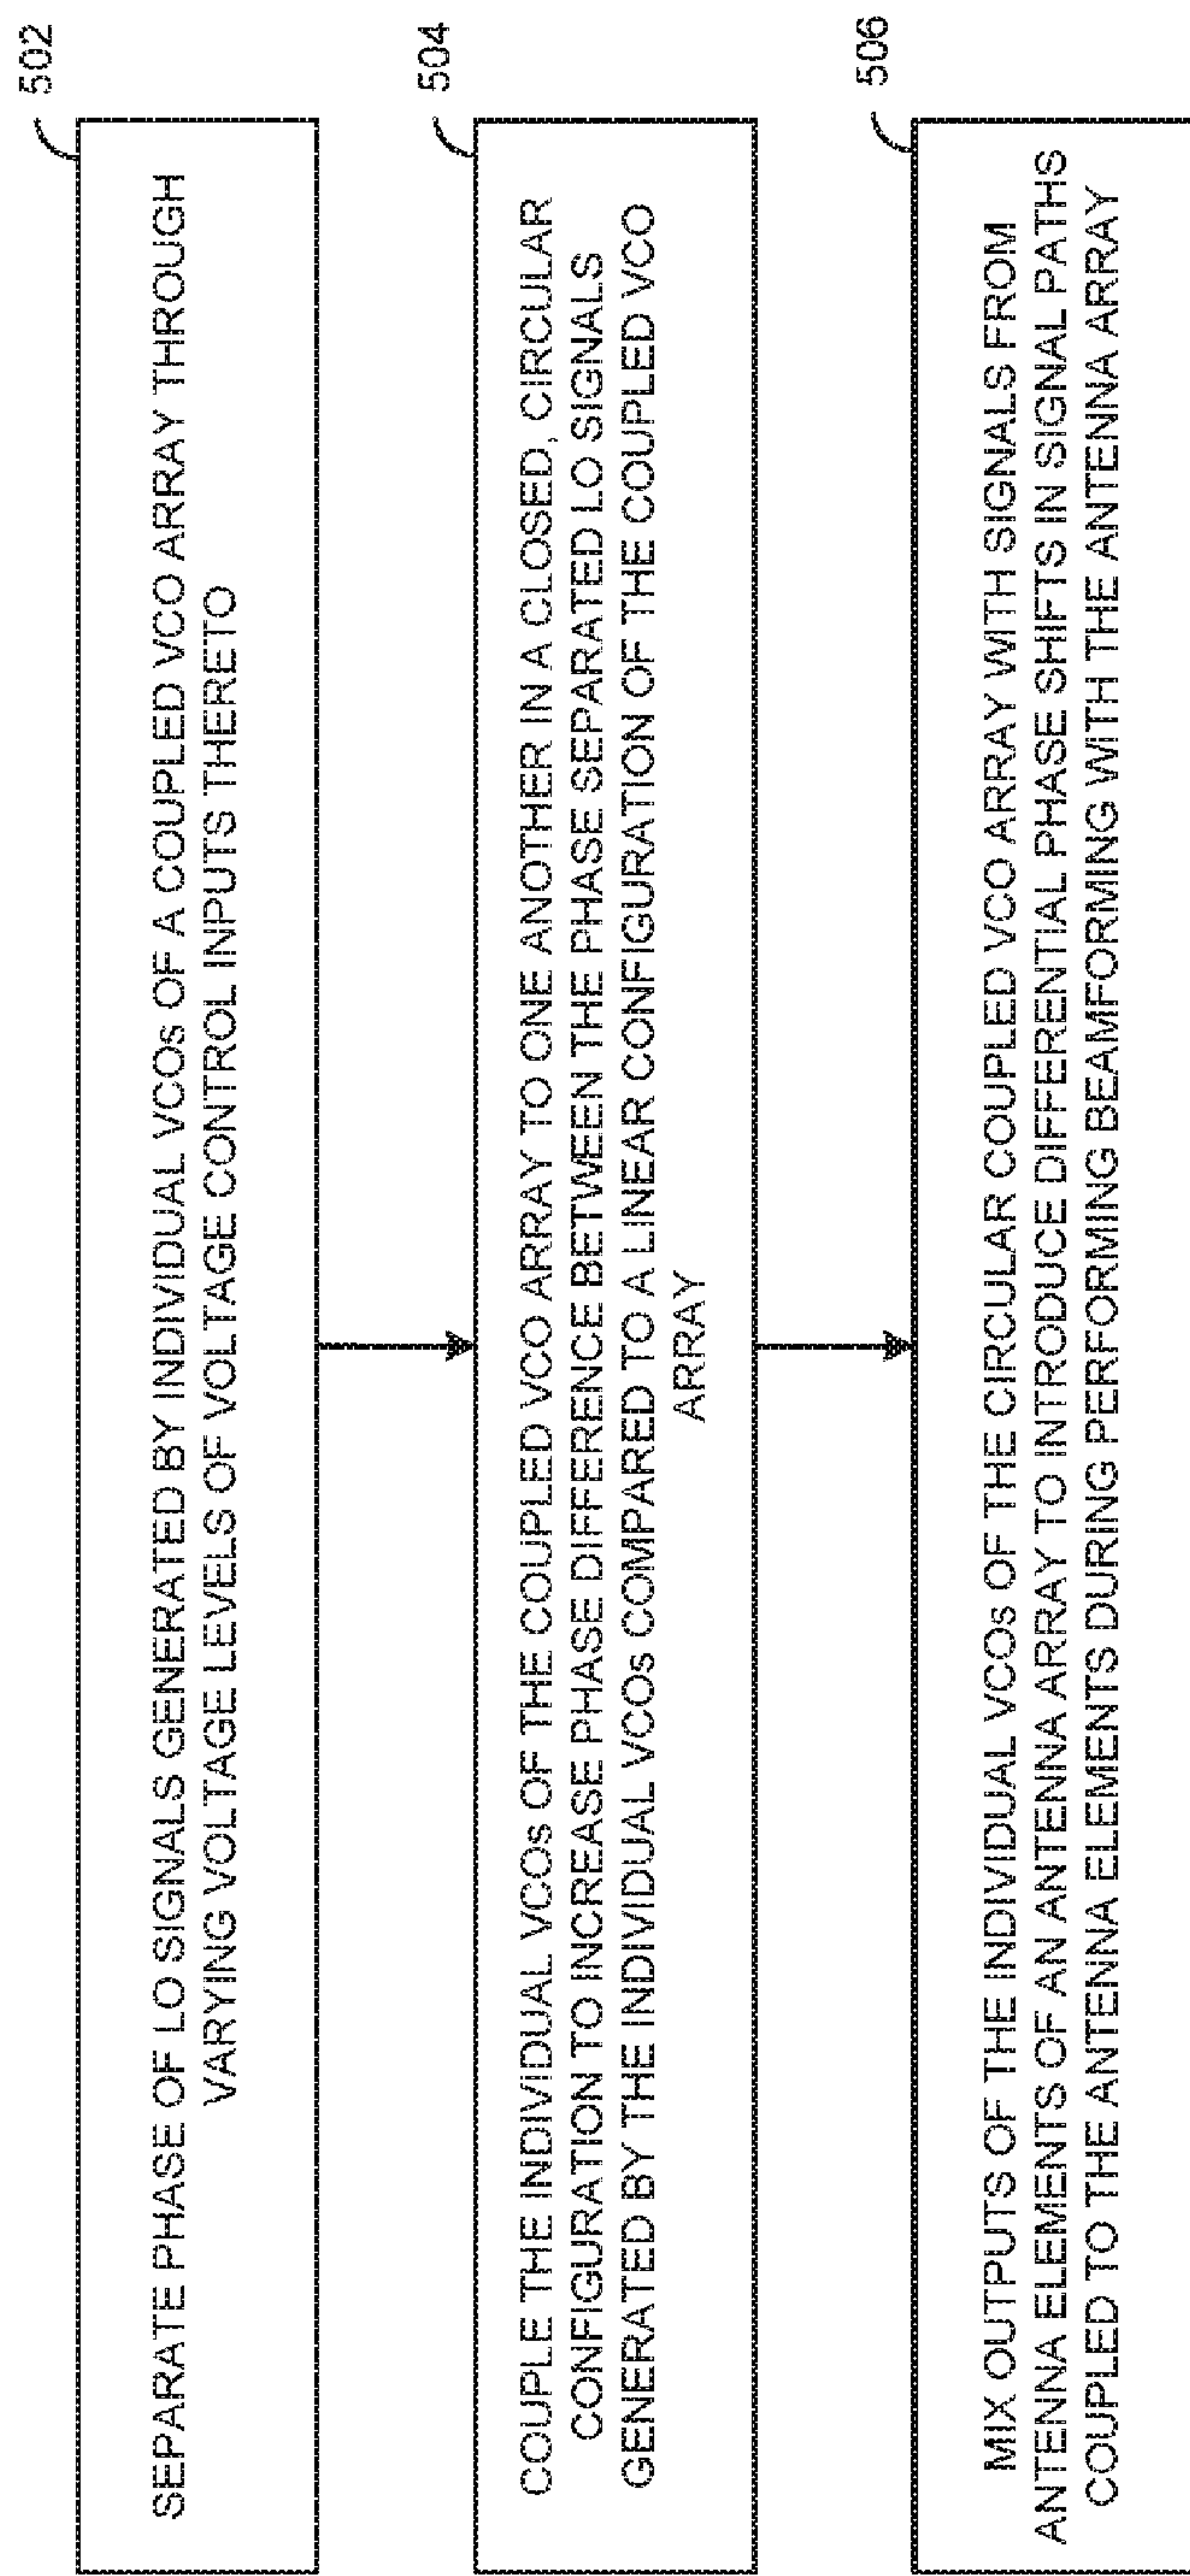 502
SEPARATE PHASE OF LO SIGNALS GENERATED BY INDIVIDUAL VCOs OF A COUPLED VCO ARRAY THROUGH
VARYING VOLTAGE LEVELS OF VOLTAGE CONTROL INPUTS THERETO
504
COUPLE THE INDIVIDUAL VCOs OF THE COUPLED VCO ARRAY TO ONE ANOTHER IN A CLOSED, CIRCULAR
CONFIGURATION TO INCREASE PHASE DIFFERENCE BETWEEN THE PHASE SEPARATED LO SIGNALS
GENERATED BY THE INDIVIDUAL VCOs COMPARED TO A LINEAR CONFIGURATION OF THE COUPLED VCO
ARRAY
506
MIX OUTPUTS OF THE INDIVIDUAL VCOs OF THE CIRCULAR COUPLED VCO ARRAY WITH SIGNALS FROM
ANTENNA ELEMENTS OF AN ANTENNA ARRAY TO INTRODUCE DIFFERENTIAL PHASE SHIFTS IN SIGNAL PATHS
COUPLED TO THE ANTENNA ELEMENTS DURING PERFORMING BEAMFORMING WITH THE ANTENNA ARRAY